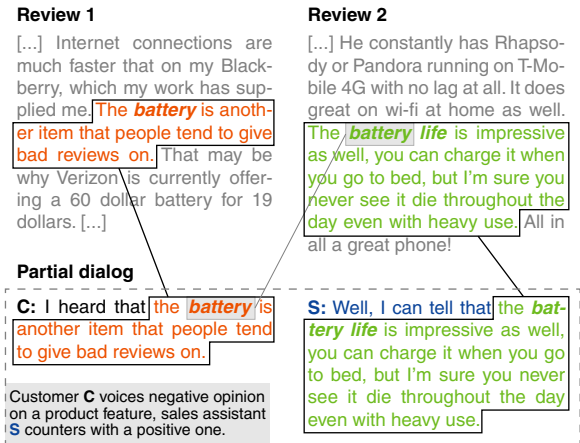 Review 1
[...] Internet connections are
much faster that on my Black-
berry, which my work has sup-
plied me. The battery is anoth-
er item that people tend to give
bad reviews on. That may be
why Verizon is currently offer-
ing a 60 dollar battery for 19
dollars. [...]
Review 2
[...] He constantly has Rhapso-
dy or Pandora running on T-Mo-
bile 4G with no lag at all. It does
great on wi-fi at home as well.
The battery life is impressive
as well, you can charge it when
you go to bed, but I'm sure you
never see it die throughout the
day even with heavy use. All in
all a great phone!
Partial dialog
C: I heard that the battery is
another item that people tend
to give bad reviews on.
Customer C voices negative opinion
on a product feature, sales assistant
S counters with a positive one.
S: Well, I can tell that the bat-
tery life is impressive as well,
you can charge it when you go
to bed, but I'm sure you never
see it die throughout the day
even with heavy use.